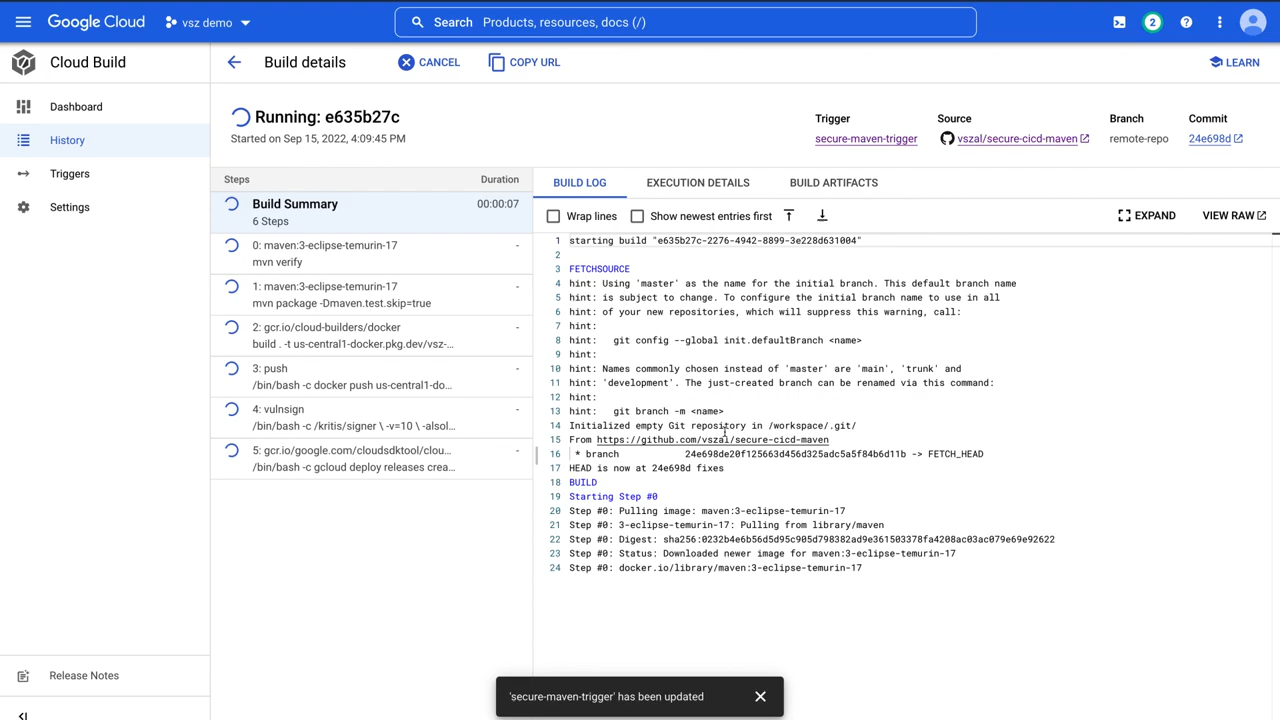 Google Cloud
vsz demo
Search Products, resources, docs (/)
2
Cloud Build
Build details
CANCEL
COPY URL
LEARN
Dashboard
History
Triggers
Settings
Release Notes
Running: e635b27c
Started on Sep 15, 2022, 4:09:45 PM
Trigger
secure-maven-trigger
Source
vszal/secure-cicd-maven
Branch
remote-repo
Commit
24e698d
Steps Duration
Build Summary 00:00:07
6 Steps
0: maven:3-eclipse-temurin-17 -
mvn verify
1: maven:3-eclipse-temurin-17 -
mvn package -Dmaven.test.skip=true
2: gcr.io/cloud-builders/docker -
build . -t us-central1-docker.pkg.dev/vsz-...
3: push -
/bin/bash -c docker push us-central1-do...
4: vulnsign -
/bin/bash -c /kritis/signer \ -v=10 \ -alsol...
5: gcr.io/google.com/cloudsdktool/clou... -
/bin/bash -c gcloud deploy releases crea...
BUILD LOG
EXECUTION DETAILS
BUILD ARTIFACTS
Wrap lines
Show newest entries first
EXPAND
VIEW RAW
1 starting build "e635b27c-2276-4942-8899-3e228d631004"
2
3 FETCHSOURCE
4 hint: Using 'master' as the name for the initial branch. This default branch name
5 hint: is subject to change. To configure the initial branch name to use in all
6 hint: of your new repositories, which will suppress this warning, call:
7 hint:
8 hint:   git config --global init.defaultBranch <name>
9 hint:
10 hint: Names commonly chosen instead of 'master' are 'main', 'trunk' and
11 hint: 'development'. The just-created branch can be renamed via this command:
12 hint:
13 hint:   git branch -m <name>
14 Initialized empty Git repository in /workspace/.git/
15 From https://github.com/vszal/secure-cicd-maven
16  * branch            24e698de20f125663d456d325adc5a5f84b6d11b -> FETCH_HEAD
17 HEAD is now at 24e698d fixes
18 BUILD
19 Starting Step #0
20 Step #0: Pulling image: maven:3-eclipse-temurin-17
21 Step #0: 3-eclipse-temurin-17: Pulling from library/maven
22 Step #0: Digest: sha256:0232b4e6b56d5d95c905d798382ad9e361503378fa4208ac03ac079e69e92622
23 Step #0: Status: Downloaded newer image for maven:3-eclipse-temurin-17
24 Step #0: docker.io/library/maven:3-eclipse-temurin-17
'secure-maven-trigger' has been updated